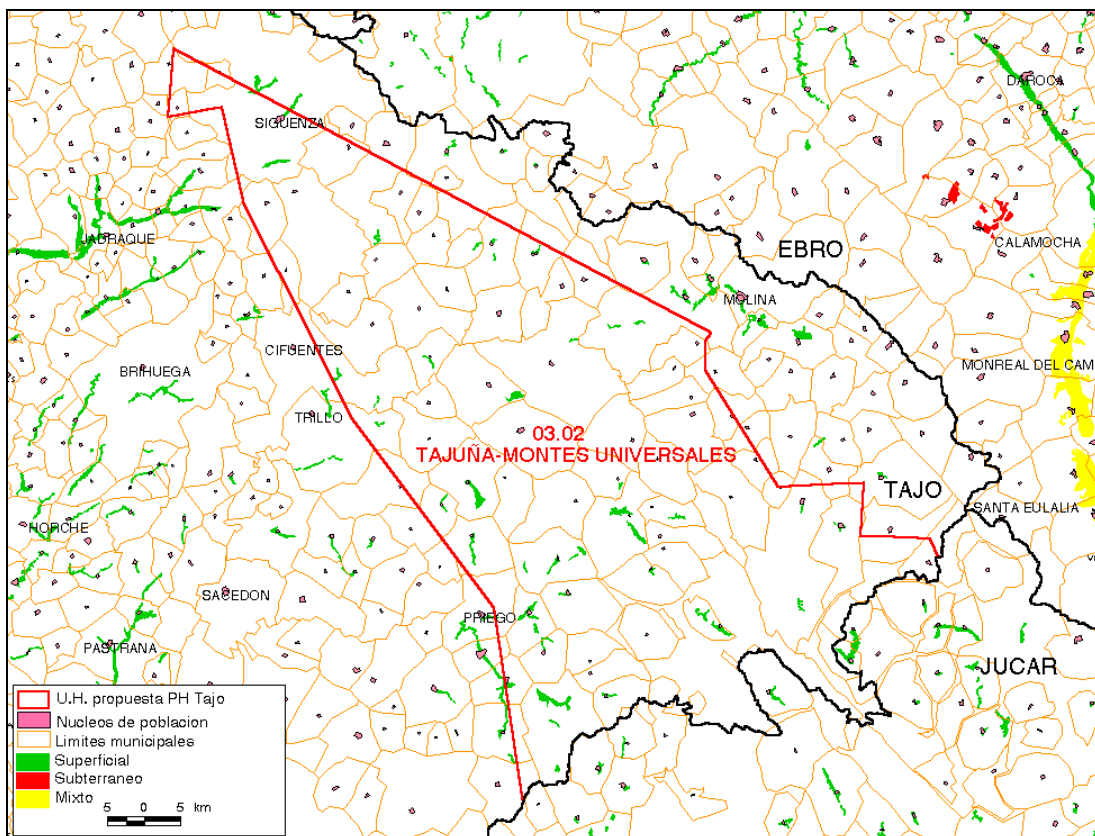 DAROCA
SIGUENZA
JADRAQUE
EBRO
CALAMOCHA
MOLINA
CIFUENTES
BRIHUEGA
MONREAL DEL CAM
TRILLO
03.02
TAJUÑA-MONTES UNIVERSALES
TAJO
SANTA EULALIA
HORCHE
SACEDON
PRIEGO
PASTRANA
JUCAR
U.H. propuesta PH Tajo
Nucleos de poblacion
Limites municipales
Superficial
Subterraneo
Mixto
5 0 5 km